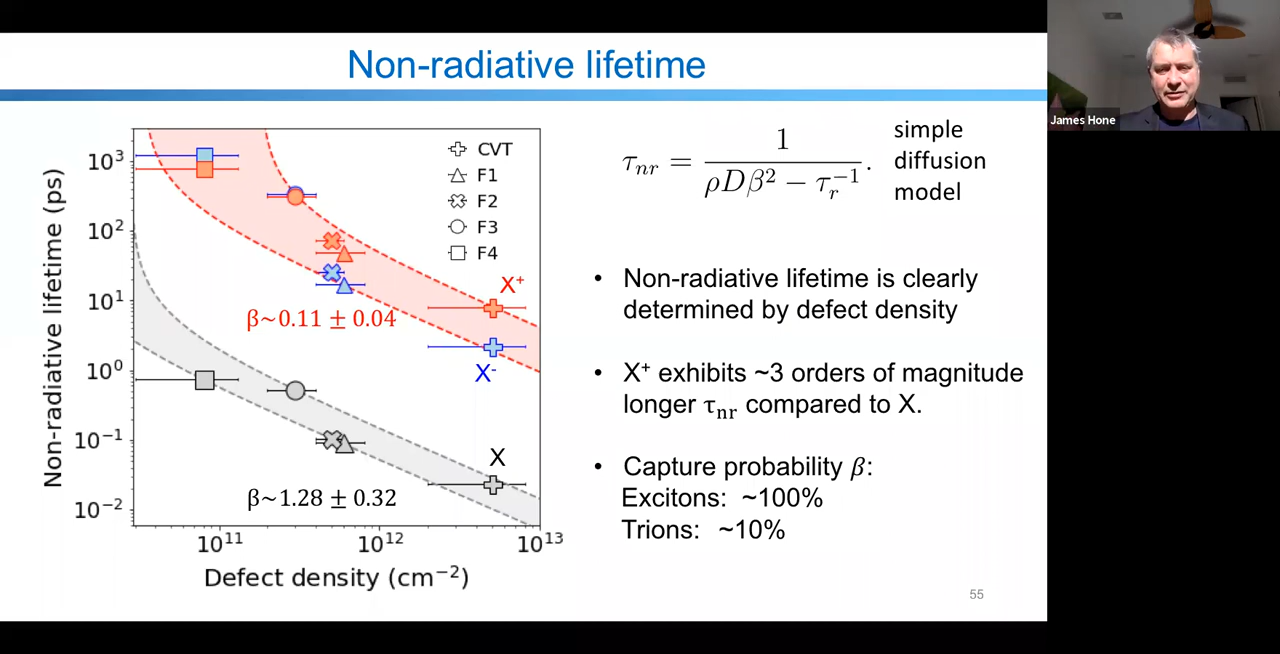 Non-radiative lifetime
James Hone
Non-radiative lifetime (ps)
10³
10²
10¹
10⁰
10⁻¹
10⁻²
10¹¹
10¹²
10¹³
Defect density (cm⁻²)
CVT
F1
F2
F3
F4
X⁺
β~0.11 ± 0.04
X⁻
X
β~1.28 ± 0.32
τₙᵣ = 1 / (ρDβ² − τᵣ⁻¹).
simple
diffusion
model
• Non-radiative lifetime is clearly
determined by defect density
• X⁺ exhibits ~3 orders of magnitude
longer τₙᵣ compared to X.
• Capture probability β:
Excitons: ~100%
Trions: ~10%
55